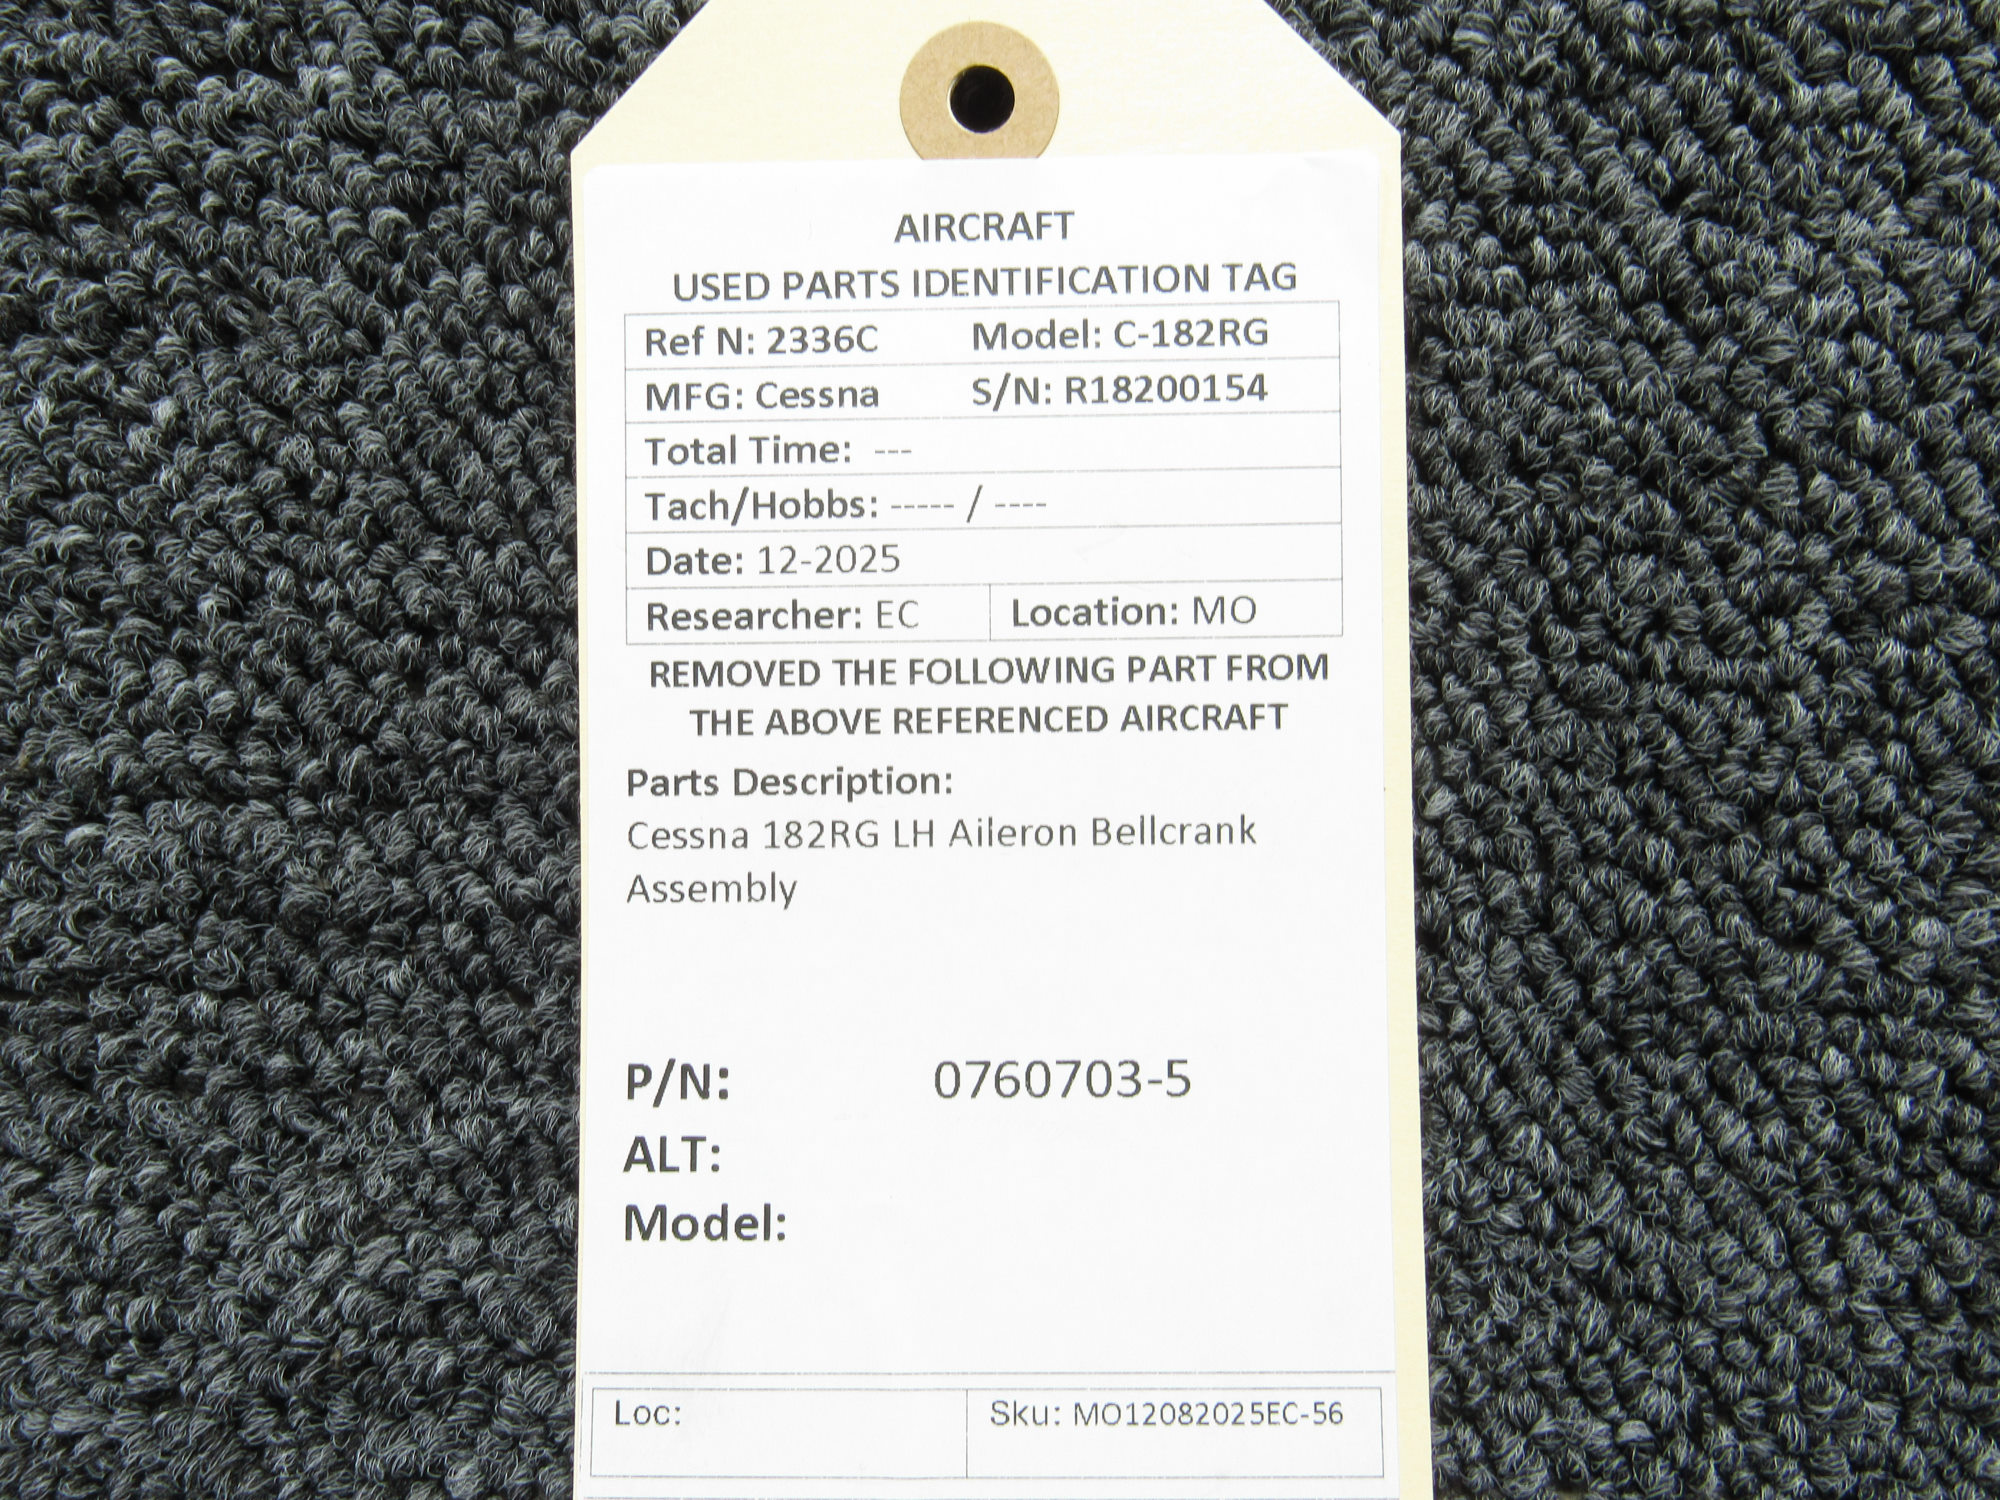 AIRCRAFT
USED PARTS IDENTIFICATION TAG
Ref N: 2336C Model: C-182RG
MFG: Cessna S/N: R18200154
Total Time: ---
Tach/Hobbs: ----- / ----
Date: 12-2025
Researcher: EC Location: MO
REMOVED THE FOLLOWING PART FROM
THE ABOVE REFERENCED AIRCRAFT
Parts Description:
Cessna 182RG LH Aileron Bellcrank
Assembly
P/N: 0760703-5
ALT:
Model:
Loc: Sku: MO12082025EC-56